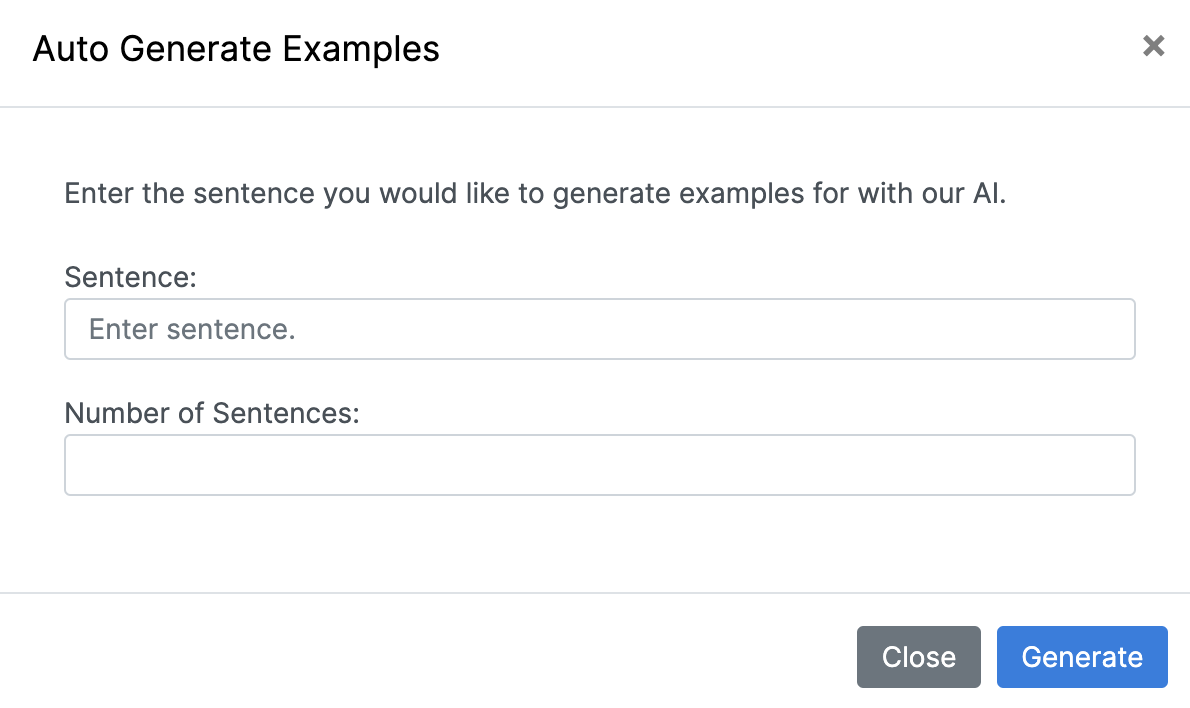 Auto Generate Examples
×
Enter the sentence you would like to generate examples for with our AI.
Sentence:
Enter sentence.
Number of Sentences:
Close Generate